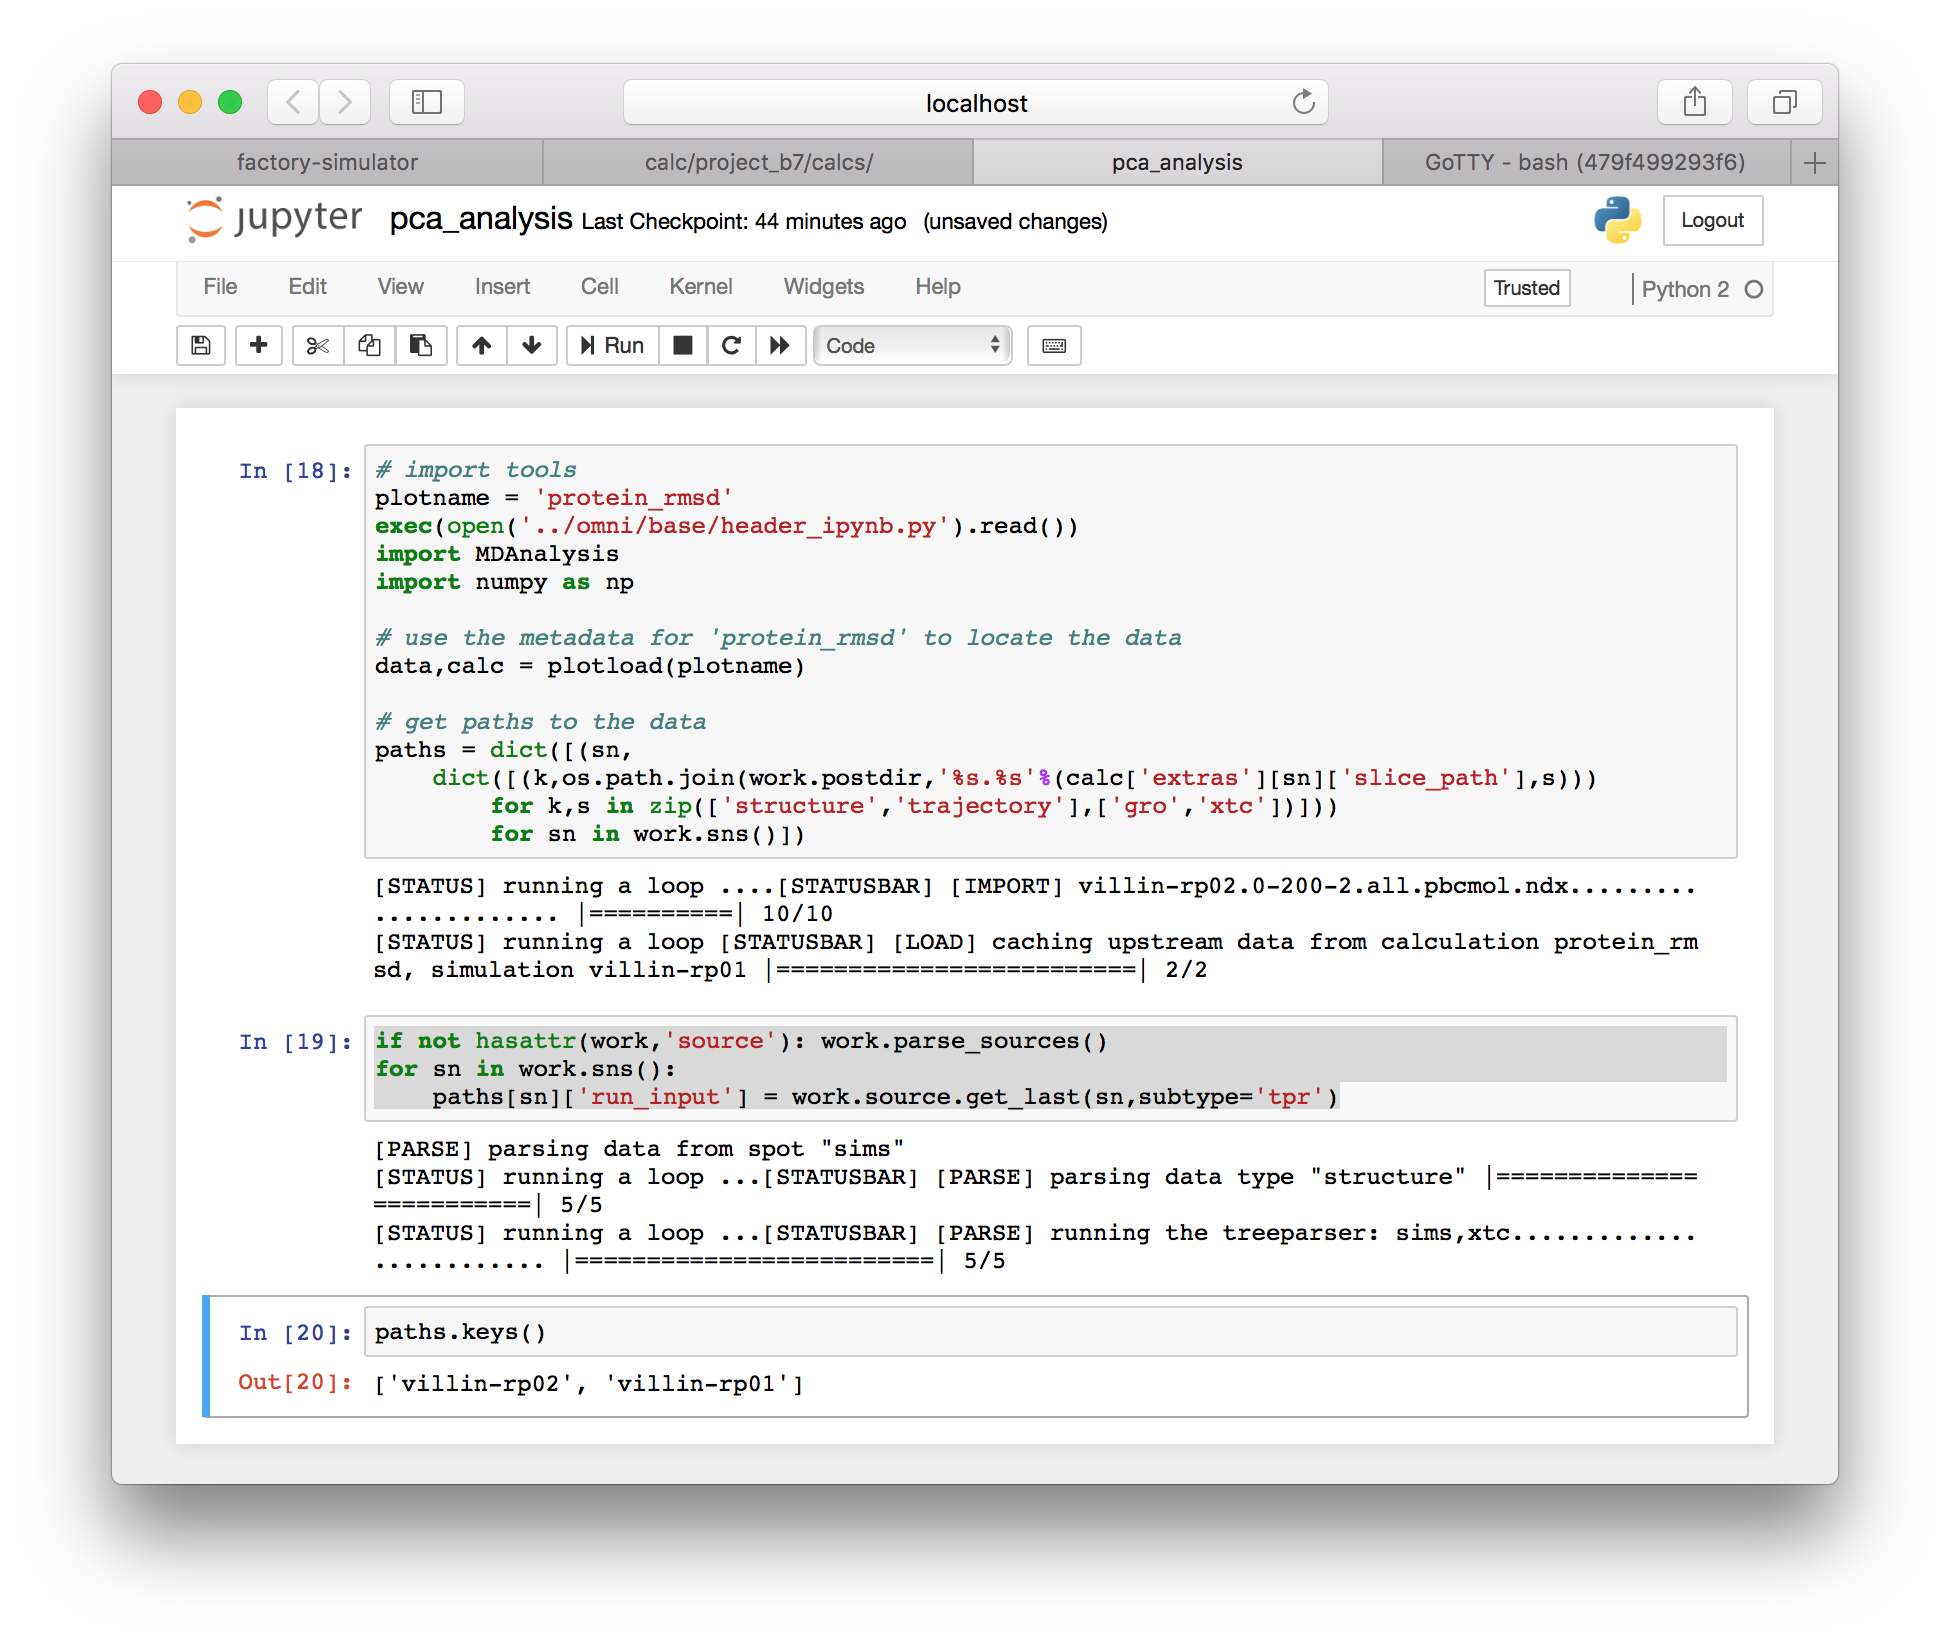 localhost
factory-simulator
calc/project_b7/calcs/
pca_analysis
GoTTY - bash (479f499293f6)
jupyter pca_analysis Last Checkpoint: 44 minutes ago (unsaved changes)
Logout
File Edit View Insert Cell Kernel Widgets Help
Trusted
Python 2
Run
Code
In [18]:
# import tools
plotname = 'protein_rmsd'
exec(open('../omni/base/header_ipynb.py').read())
import MDAnalysis
import numpy as np
# use the metadata for 'protein_rmsd' to locate the data
data,calc = plotload(plotname)
# get paths to the data
paths = dict([(sn,
    dict([(k,os.path.join(work.postdir,'%s.%s'%(calc['extras'][sn]['slice_path'],s)))
        for k,s in zip(['structure','trajectory'],['gro','xtc'])]))
        for sn in work.sns()])
[STATUS] running a loop ....[STATUSBAR] [IMPORT] villin-rp02.0-200-2.all.pbcmol.ndx.........
............. |==========| 10/10
[STATUS] running a loop [STATUSBAR] [LOAD] caching upstream data from calculation protein_rm
sd, simulation villin-rp01 |=========================| 2/2
In [19]:
if not hasattr(work,'source'): work.parse_sources()
for sn in work.sns():
    paths[sn]['run_input'] = work.source.get_last(sn,subtype='tpr')
[PARSE] parsing data from spot "sims"
[STATUS] running a loop ...[STATUSBAR] [PARSE] parsing data type "structure" |==============
===========| 5/5
[STATUS] running a loop ...[STATUSBAR] [PARSE] running the treeparser: sims,xtc.............
............ |=========================| 5/5
In [20]:
paths.keys()
Out[20]:
['villin-rp02', 'villin-rp01']